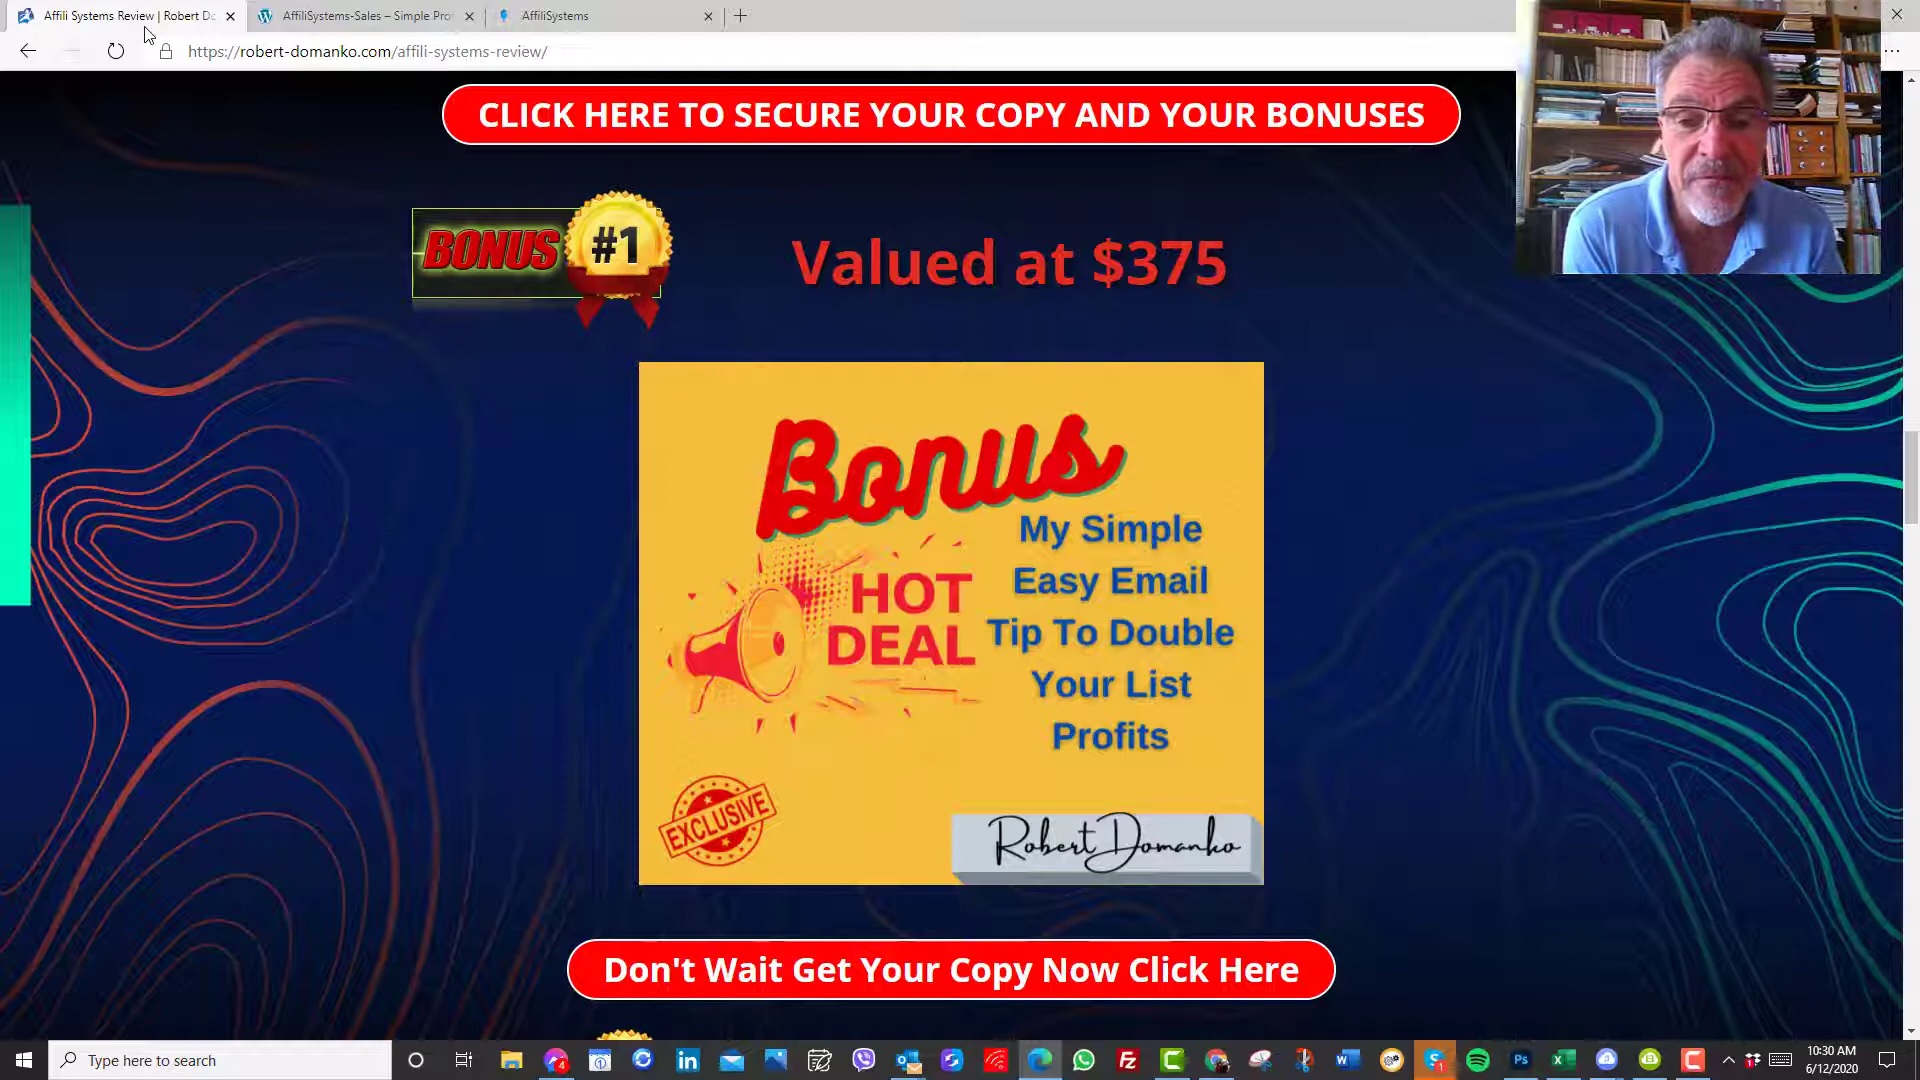 Affili Systems Review | Robert Do
AffiliSystems-Sales – Simple Pro
AffiliSystems
https://robert-domanko.com/affili-systems-review/
CLICK HERE TO SECURE YOUR COPY AND YOUR BONUSES
BONUS #1
Valued at $375
Bonus
My Simple
Easy Email
Tip To Double
Your List
Profits
HOT
DEAL
EXCLUSIVE
Robert Domanko
Don't Wait Get Your Copy Now Click Here
Type here to search
10:30 AM
6/12/2020